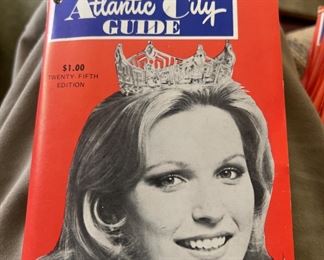 Atlantic City
GUIDE
$1.00
TWENTY-FIFTH
EDITION